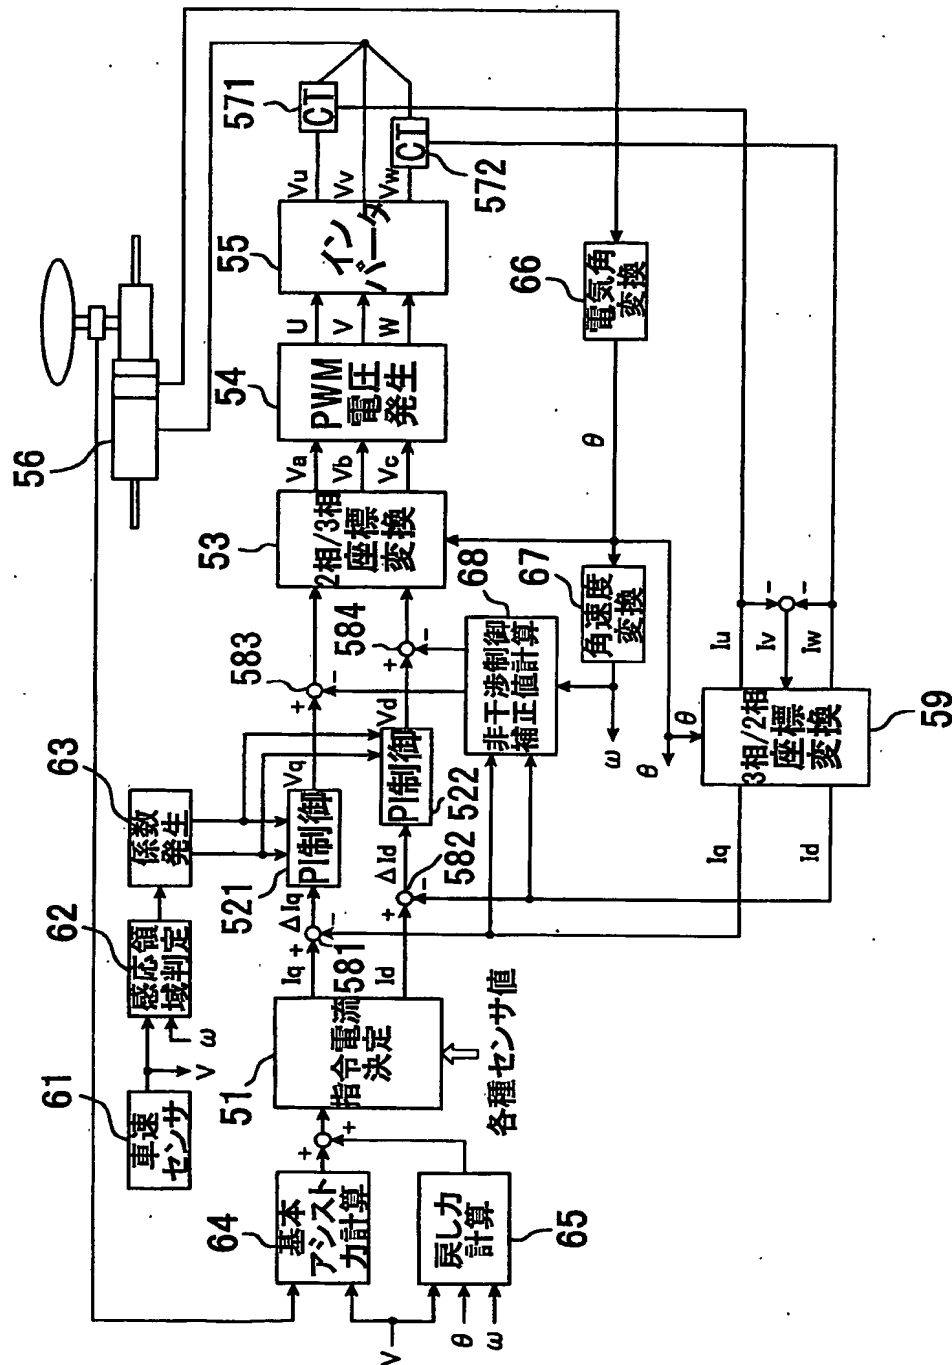 61
車速
センサ
V
62
感応領
域判定
ω
63
係数
発生
56
64
基本
アシスト
力計算
+
+
V
65
戻し力
計算
θ
ω
51
指令電流
決定
各種センサ値
Iq
+
-
581
ΔIq
Id
+
-
582
ΔId
521
PI制御
Vq
522
PI制御
Vd
583
+
-
584
+
-
53
2相/3相
座標
変換
Va
Vb
Vc
54
PWM
電圧
発生
U
V
W
55
イン
バータ
Vu
Vv
Vw
571
CT
572
CT
68
非干渉制御
補正値計算
67
角速度
変換
ω
θ
66
電気角
変換
θ
θ
59
3相/2相
座標
変換
Iu
Iv
Iw
-
-
Iq
Id